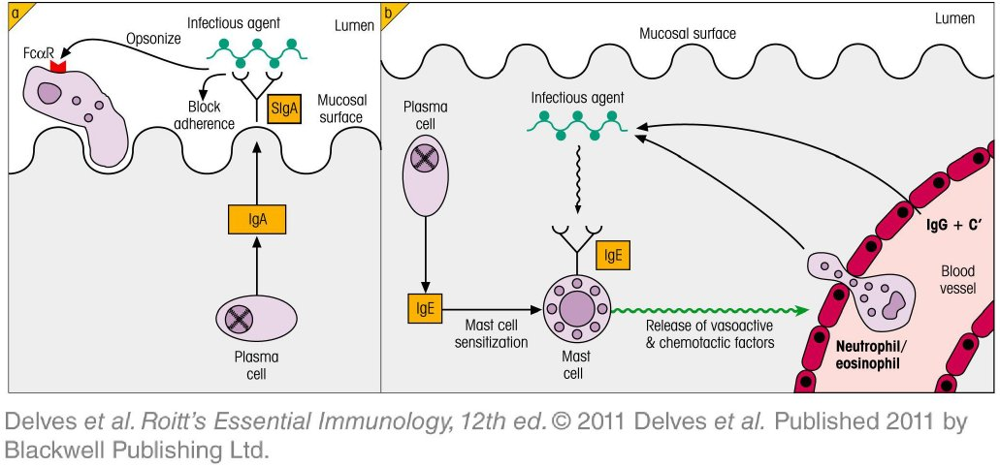 a
Infectious agent
Lumen
Opsonize
FcαR
Block
adherence
SIgA
Mucosal
surface
IgA
Plasma
cell
b
Lumen
Mucosal surface
Plasma
cell
Infectious agent
IgE
IgE
Mast cell
sensitization
Mast
cell
Release of vasoactive
& chemotactic factors
IgG + C′
Blood
vessel
Neutrophil/
eosinophil
Delves et al. Roitt's Essential Immunology, 12th ed. © 2011 Delves et al. Published 2011 by
Blackwell Publishing Ltd.